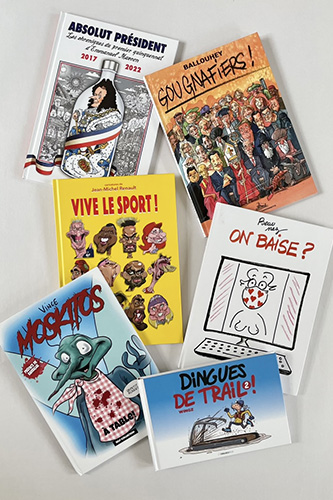 ABSOLUT PRÉSIDENT
Les chroniques du premier quinquennat
d'Emmanuel Macron
2017
2022
BALLOUHEY
GOUGNAFIERS !
Jean-Michel Renault
VIVE LE SPORT !
ON BAISE ?
VINCE
MOSKITOS
À TABLE !
DINGUES
DE TRAIL !
2